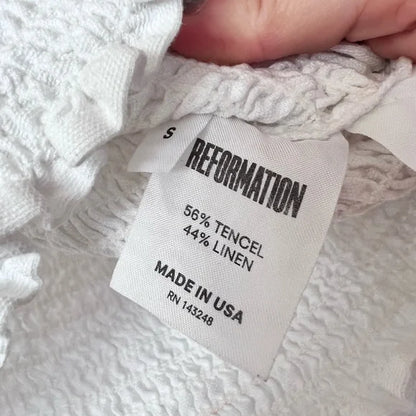 S
REFORMATION
56% TENCEL
44% LINEN
MADE IN USA
RN 143248